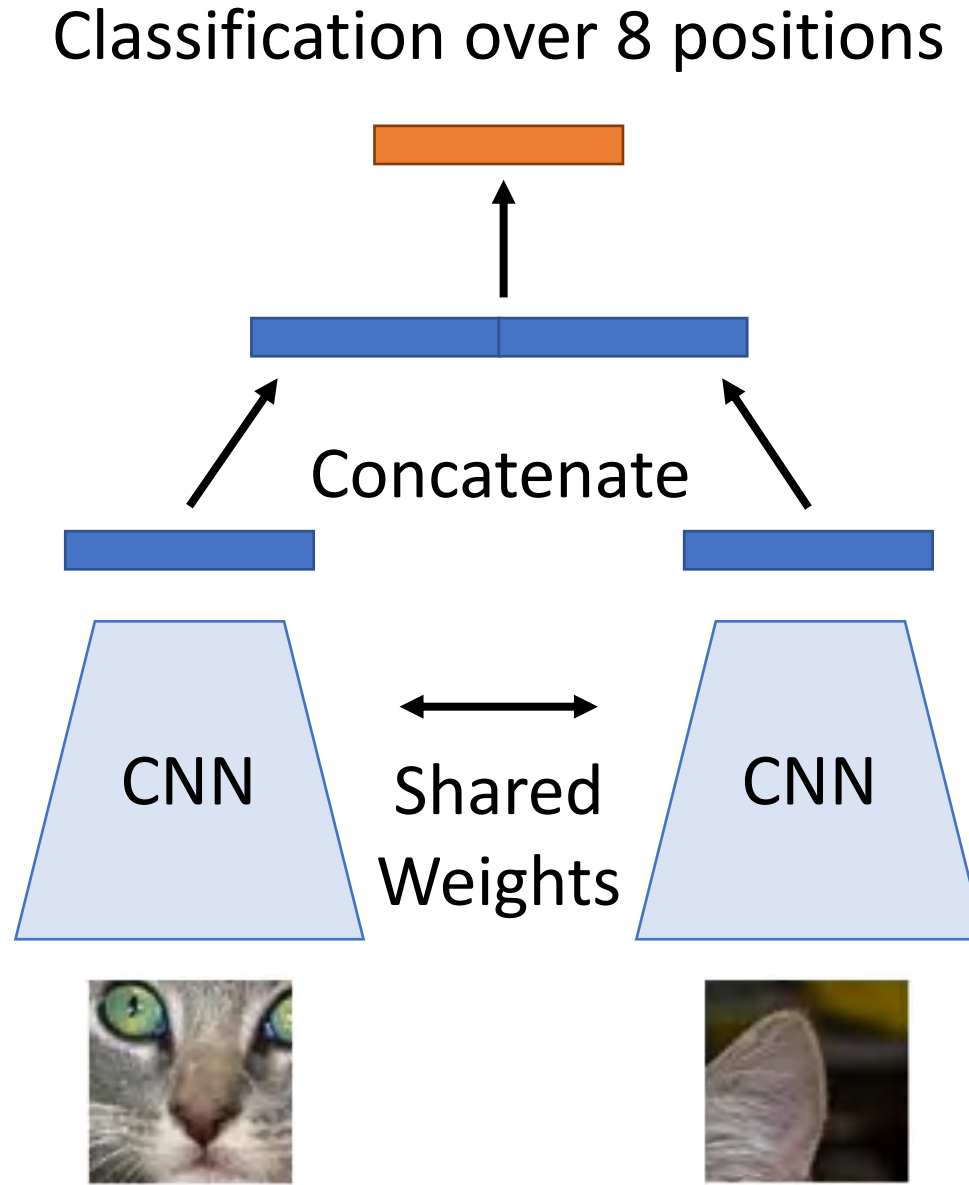 Classification over 8 positions
Concatenate
CNN
Shared
Weights
CNN